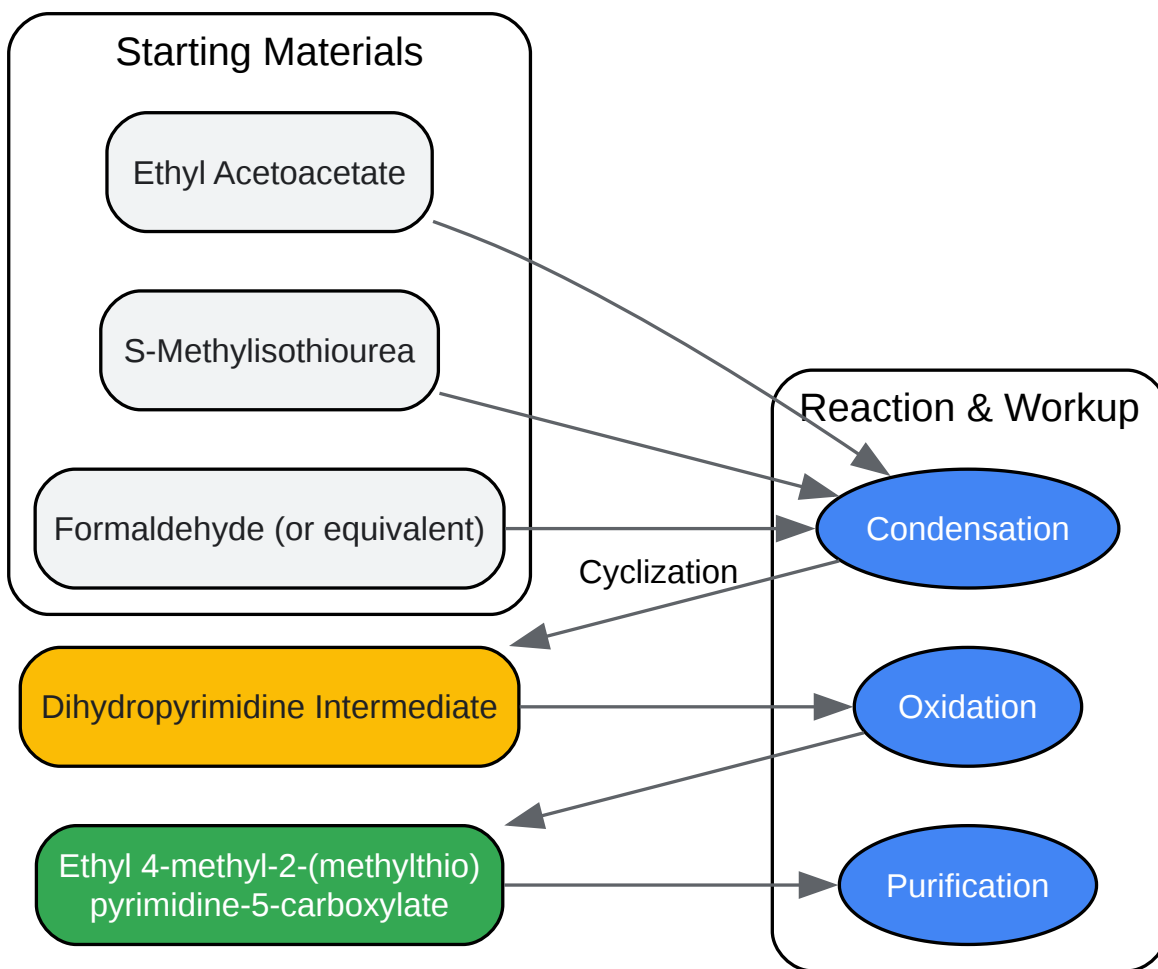 Starting Materials
Ethyl Acetoacetate
S-Methylisothiourea
Reaction & Workup
Formaldehyde (or equivalent)
Condensation
Cyclization
Dihydropyrimidine Intermediate
Oxidation
Ethyl 4-methyl-2-(methylthio)
pyrimidine-5-carboxylate
Purification